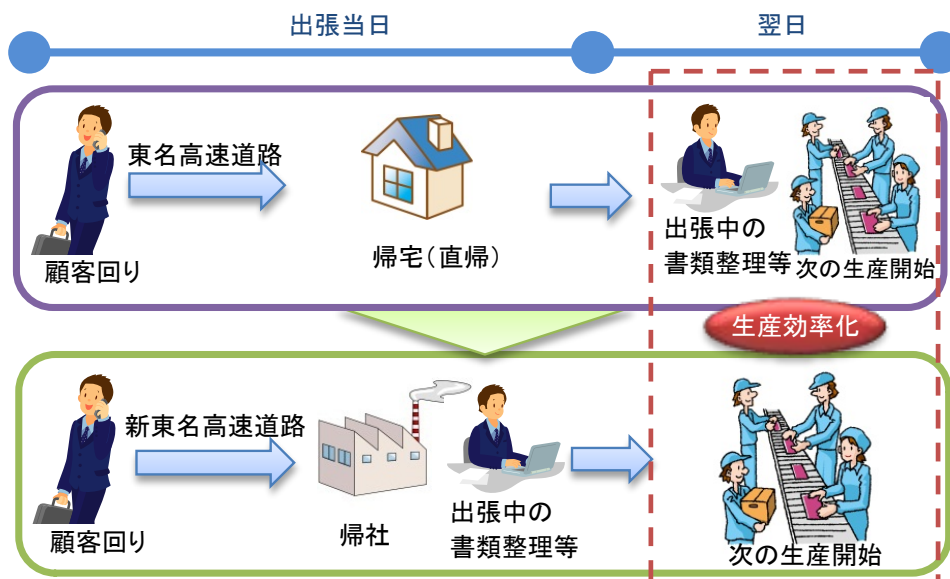 出張当日
翌日
東名高速道路
顧客回り
帰宅(直帰)
出張中の
書類整理等
次の生産開始
生産効率化
新東名高速道路
顧客回り
帰社
出張中の
書類整理等
次の生産開始